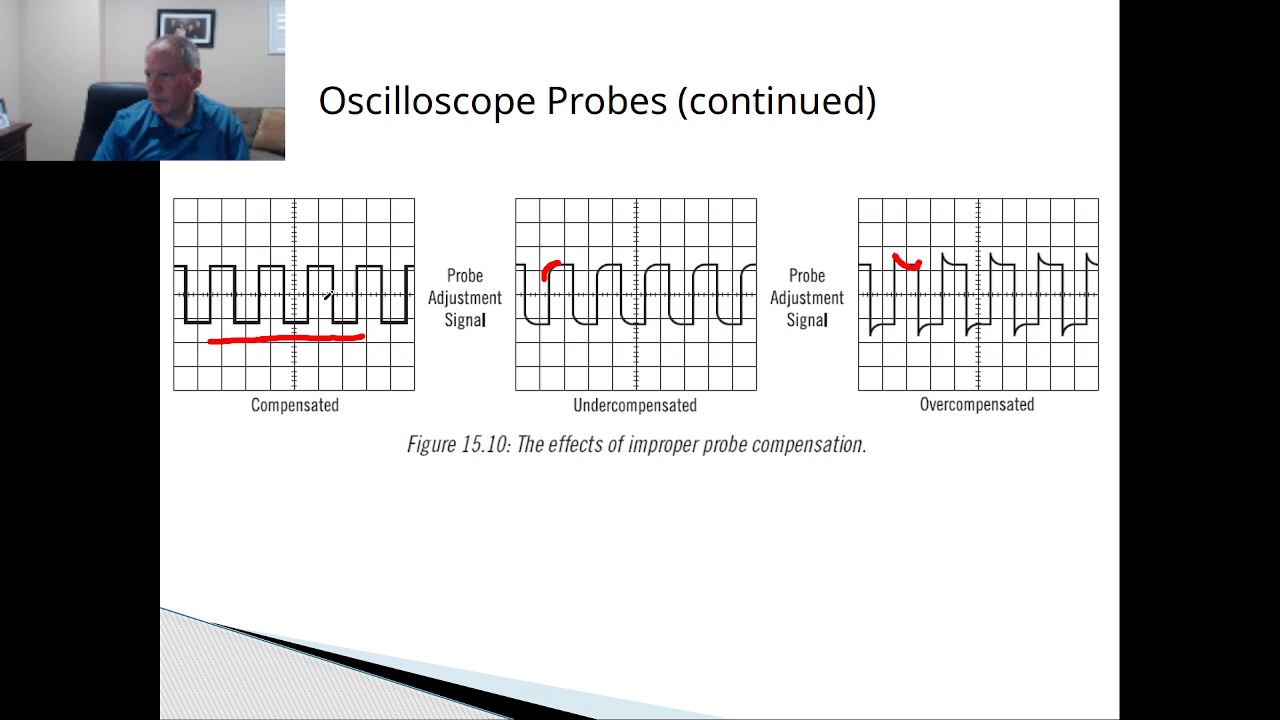 Oscilloscope Probes (continued)
Probe
Adjustment
Signal
Probe
Adjustment
Signal
Compensated
Undercompensated
Overcompensated
Figure 15.10: The effects of improper probe compensation.